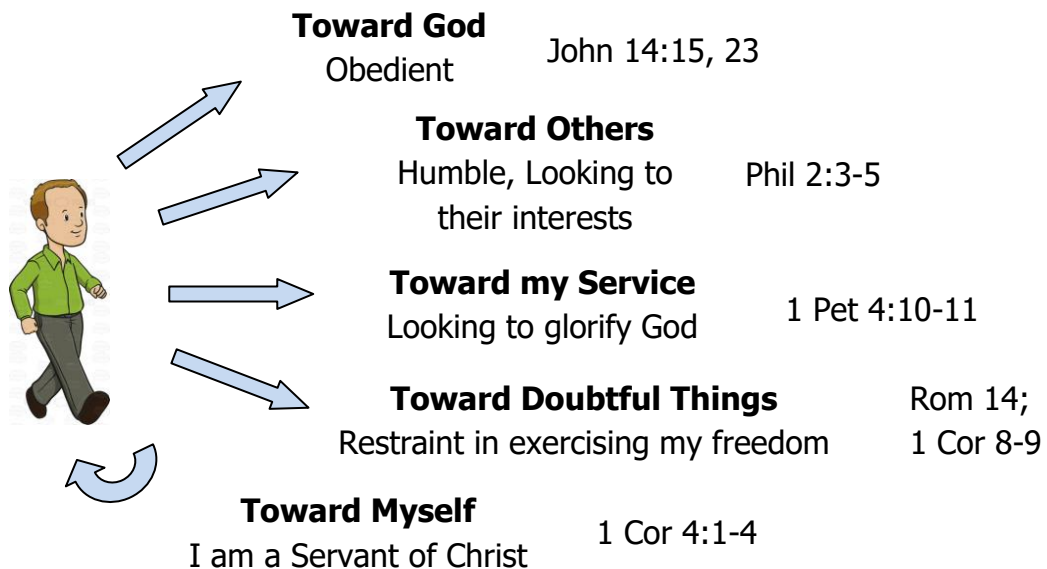 Toward God
Obedient
John 14:15, 23
Toward Others
Humble, Looking to
their interests
Phil 2:3-5
Toward my Service
Looking to glorify God
1 Pet 4:10-11
Toward Doubtful Things
Restraint in exercising my freedom
Rom 14;
1 Cor 8-9
Toward Myself
I am a Servant of Christ
1 Cor 4:1-4